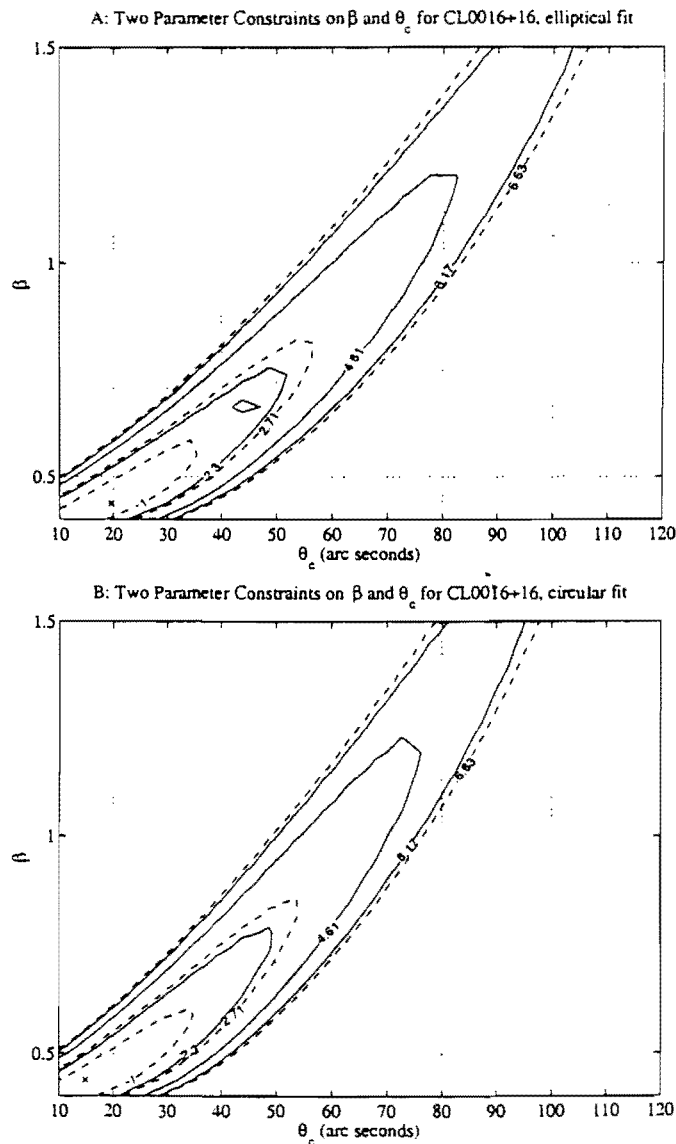 A: Two Parameter Constraints on β and θc for CL0016+16, elliptical fit
1.5
1
0.5
β
6.63
6.17
4.61
2.71
2.3
1
×
10 20 30 40 50 60 70 80 90 100 110 120
θc (arc seconds)
B: Two Parameter Constraints on β and θc for CL0016+16, circular fit
1.5
1
0.5
β
6.63
6.17
4.61
2.71
2.3
1
×
10 20 30 40 50 60 70 80 90 100 110 120
θc (arc seconds)